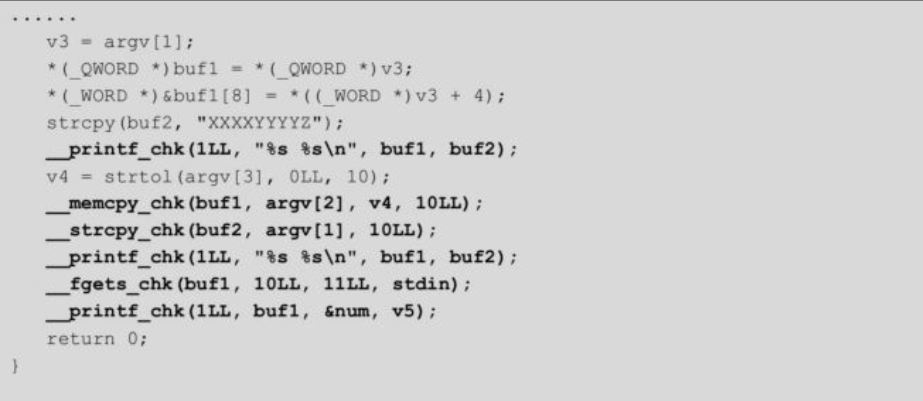 ......
v3 = argv[1];
*(_QWORD *)buf1 = *(_QWORD *)v3;
*(_WORD *)&buf1[8] = *((_WORD *)v3 + 4);
strcpy(buf2, "XXXXYYYYZ");
__printf_chk(1LL, "%s %s\n", buf1, buf2);
v4 = strtol(argv[3], 0LL, 10);
__memcpy_chk(buf1, argv[2], v4, 10LL);
__strcpy_chk(buf2, argv[1], 10LL);
__printf_chk(1LL, "%s %s\n", buf1, buf2);
__fgets_chk(buf1, 10LL, 11LL, stdin);
__printf_chk(1LL, buf1, &num, v5);
return 0;
}